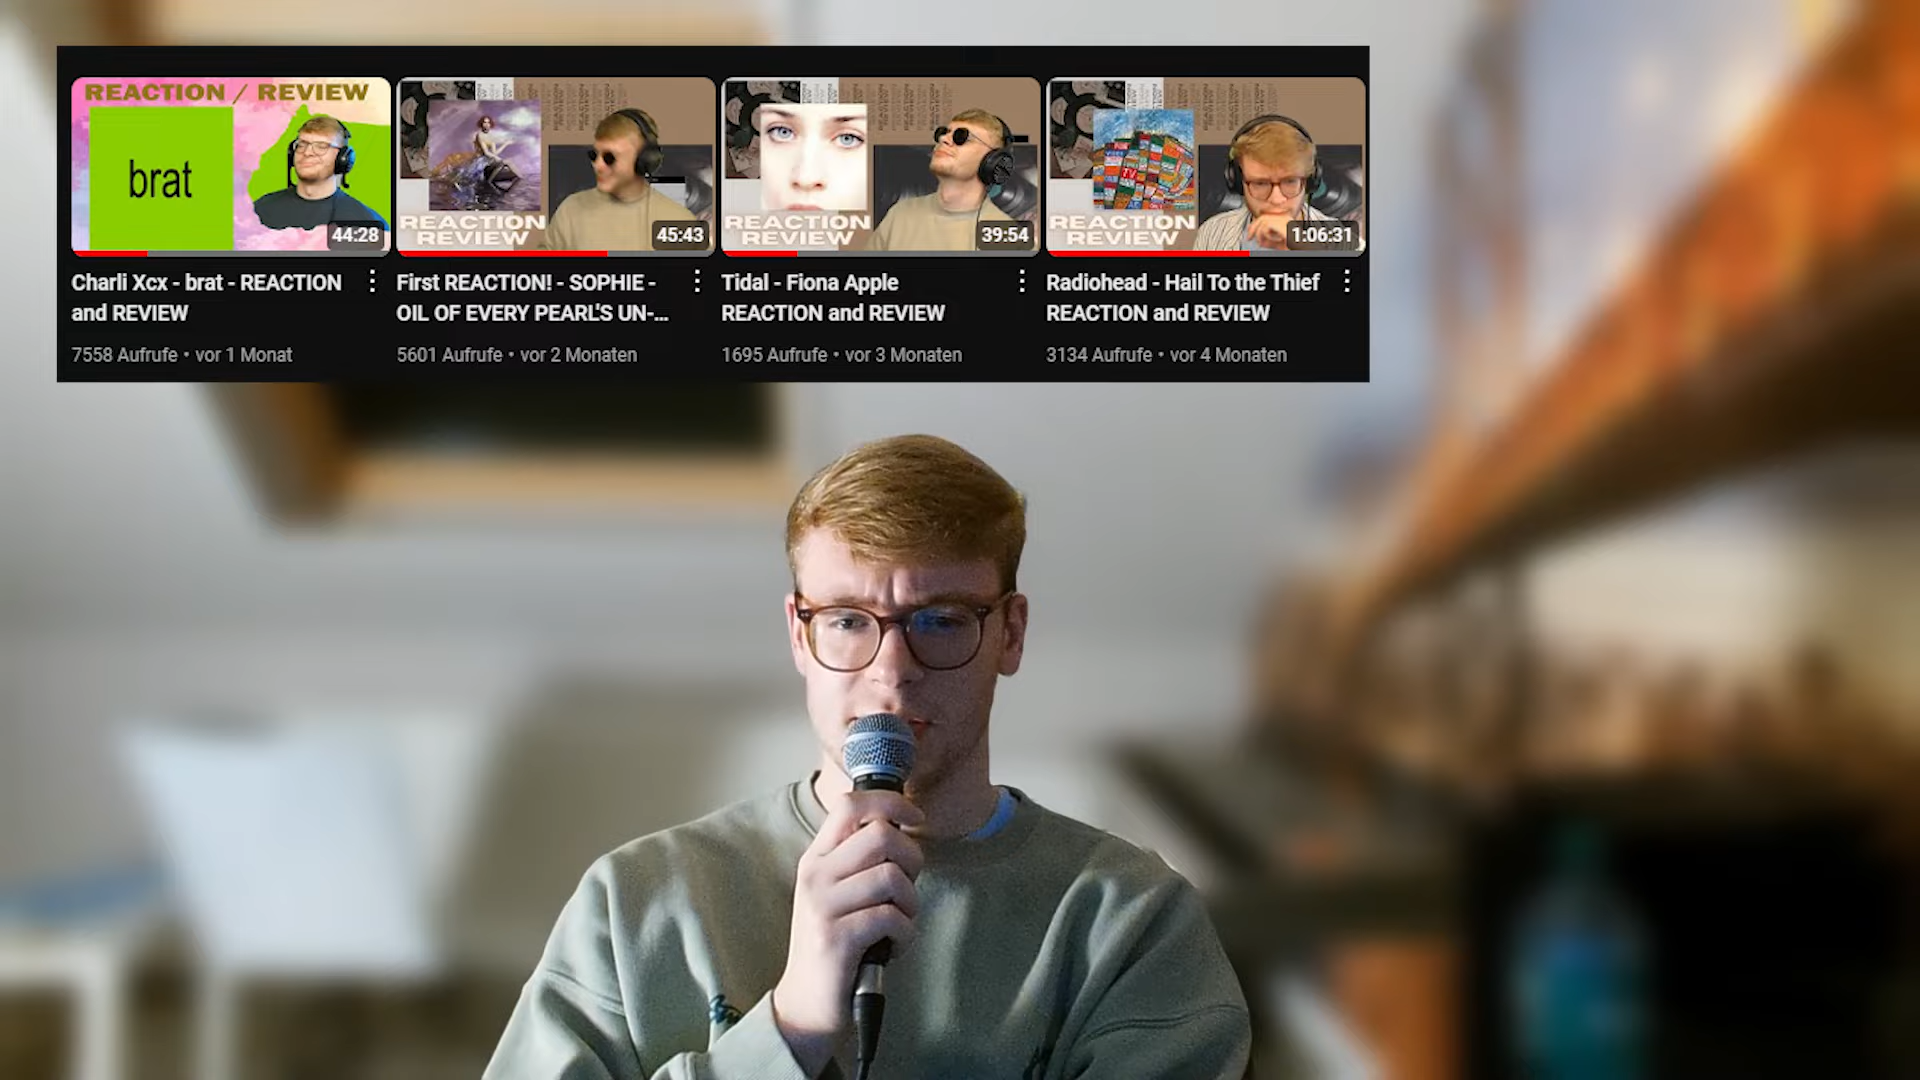 REACTION / REVIEW
brat
44:28
Charli Xcx - brat - REACTION
and REVIEW
7558 Aufrufe • vor 1 Monat
REACTION
REVIEW
45:43
First REACTION! - SOPHIE -
OIL OF EVERY PEARL'S UN-...
5601 Aufrufe • vor 2 Monaten
REACTION
REVIEW
39:54
Tidal - Fiona Apple
REACTION and REVIEW
1695 Aufrufe • vor 3 Monaten
REACTION
REVIEW
1:06:31
Radiohead - Hail To the Thief
REACTION and REVIEW
3134 Aufrufe • vor 4 Monaten